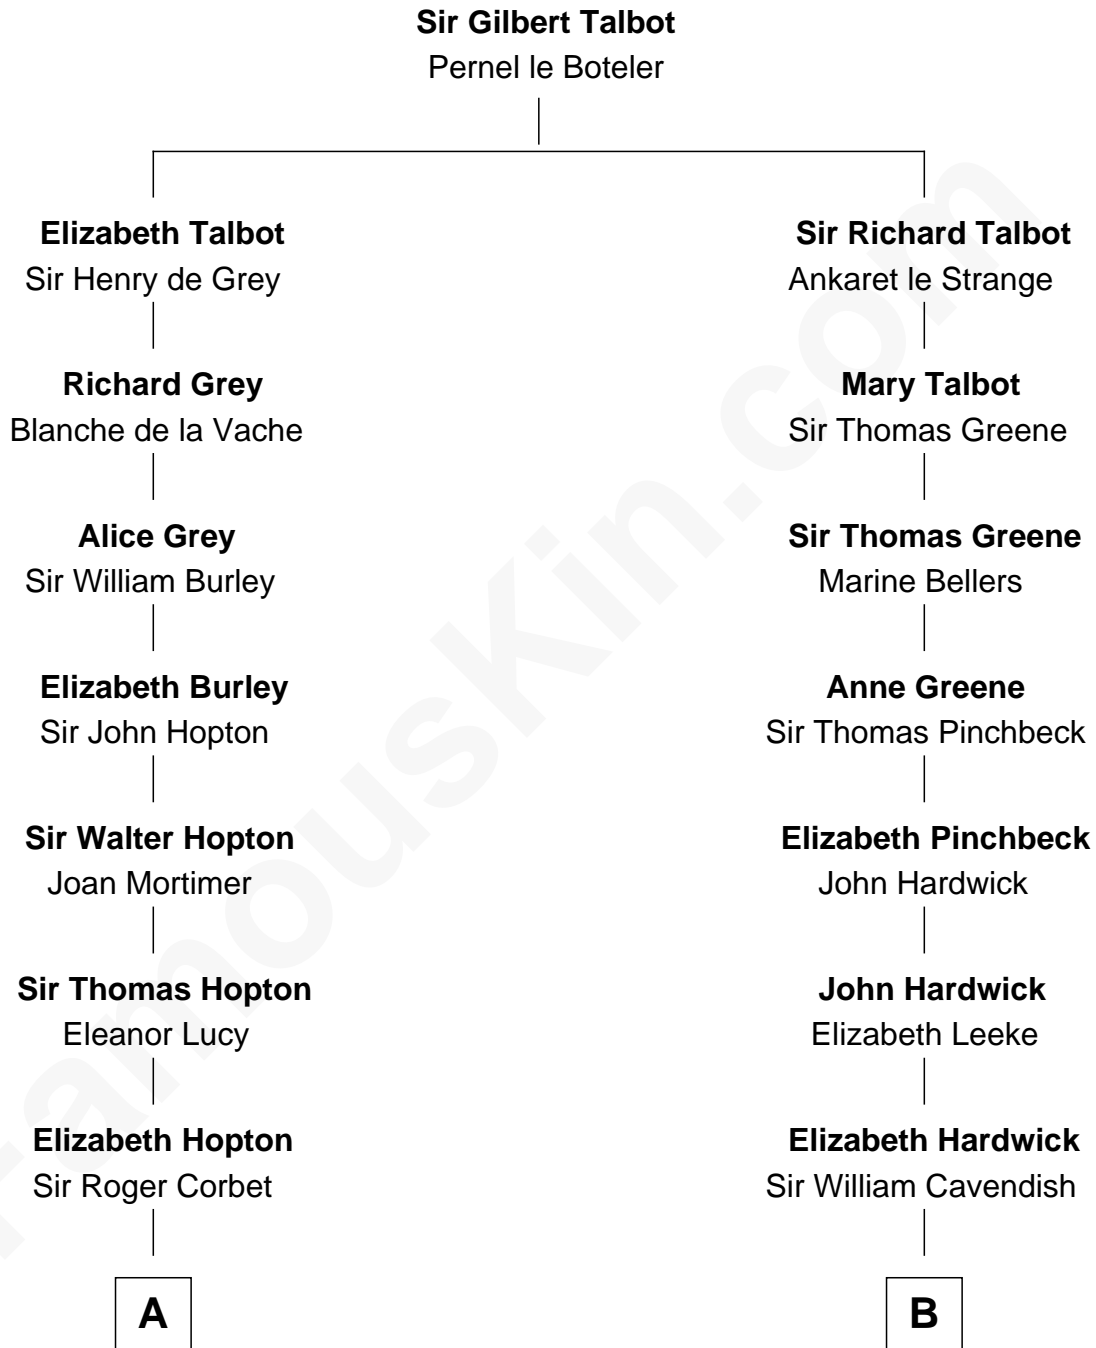 Sir Gilbert Talbot
Pernel le Boteler
Elizabeth Talbot
Sir Henry de Grey
Sir Richard Talbot
Ankaret le Strange
Richard Grey
Blanche de la Vache
Mary Talbot
Sir Thomas Greene
Alice Grey
Sir William Burley
Sir Thomas Greene
Marine Bellers
Elizabeth Burley
Sir John Hopton
Anne Greene
Sir Thomas Pinchbeck
Sir Walter Hopton
Joan Mortimer
Elizabeth Pinchbeck
John Hardwick
Sir Thomas Hopton
Eleanor Lucy
John Hardwick
Elizabeth Leeke
Elizabeth Hopton
Sir Roger Corbet
Elizabeth Hardwick
Sir William Cavendish
A
B
FamousKin.com